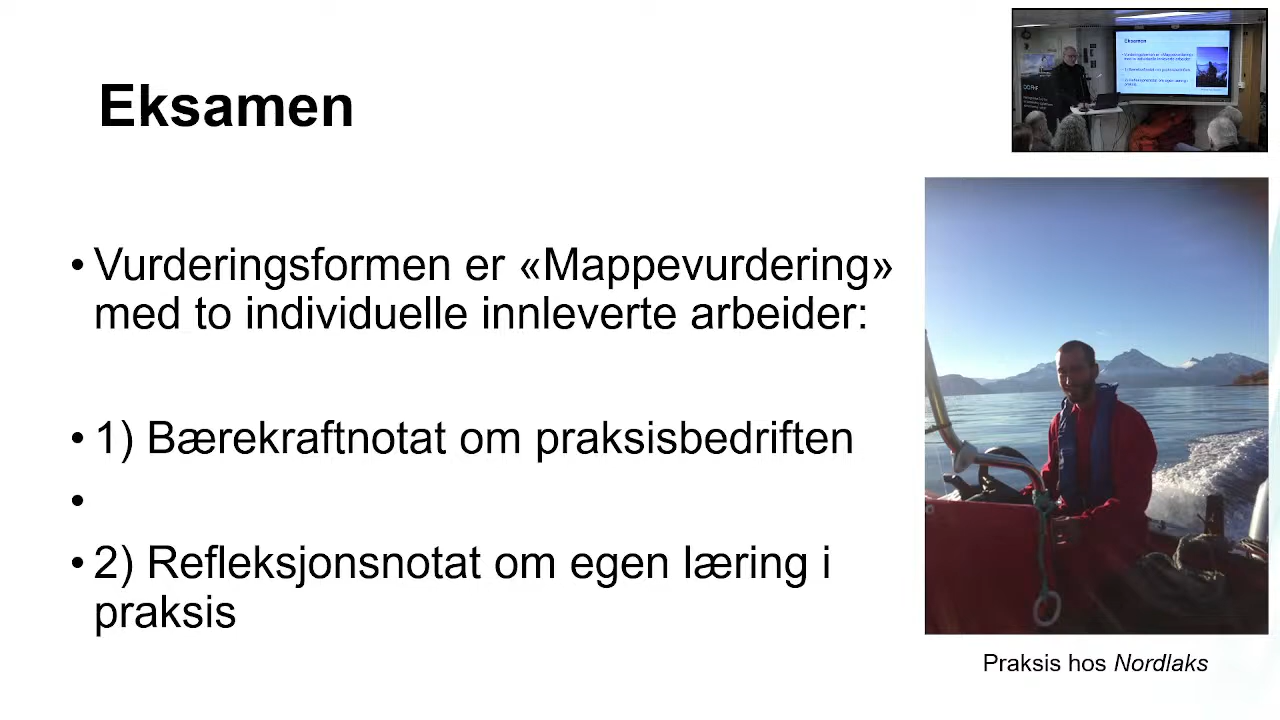 Eksamen
• Vurderingsformen er «Mappevurdering»
med to individuelle innleverte arbeider:
• 1) Bærekraftnotat om praksisbedriften
•
• 2) Refleksjonsnotat om egen læring i
praksis
Praksis hos Nordlaks
Eksamen